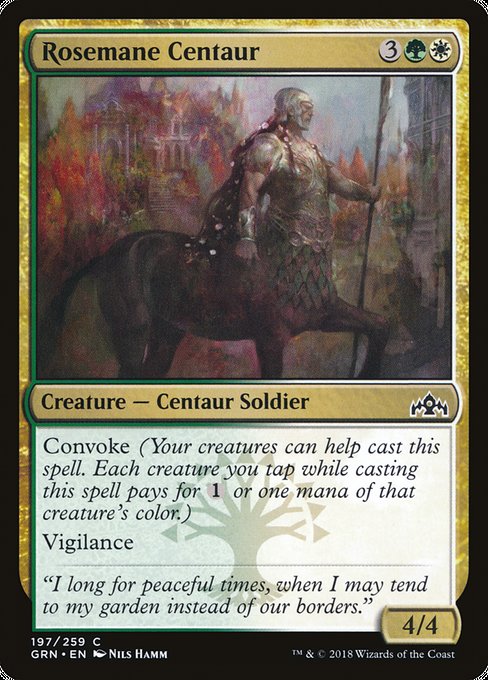 Rosemane Centaur 3
Creature — Centaur Soldier
Convoke (Your creatures can help cast this
spell. Each creature you tap while casting
this spell pays for 1 or one mana of that
creature's color.)
Vigilance
"I long for peaceful times, when I may tend
to my garden instead of our borders."
4/4
197/259 C
GRN • EN Nils Hamm
™ & © 2018 Wizards of the Coast